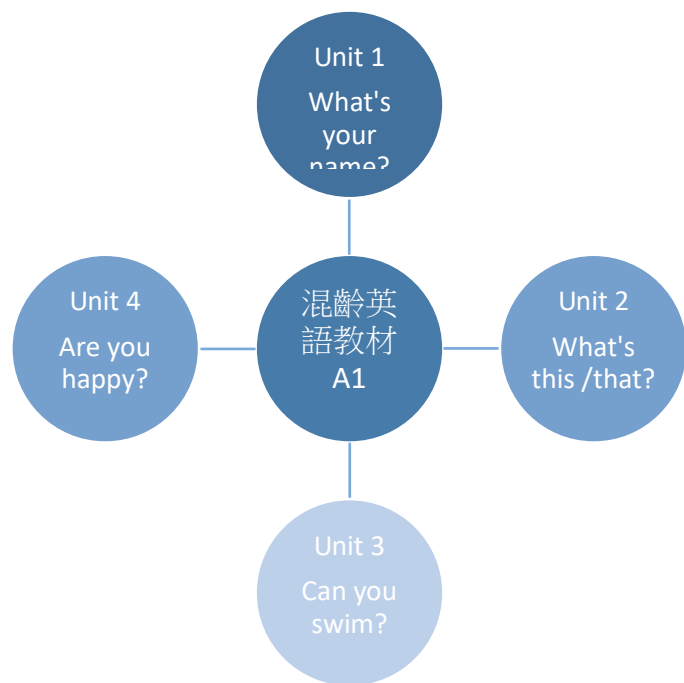 Unit 1
What's
your
name?
Unit 4
Are you
happy?
混齡英
語教材
A1
Unit 2
What's
this /that?
Unit 3
Can you
swim?